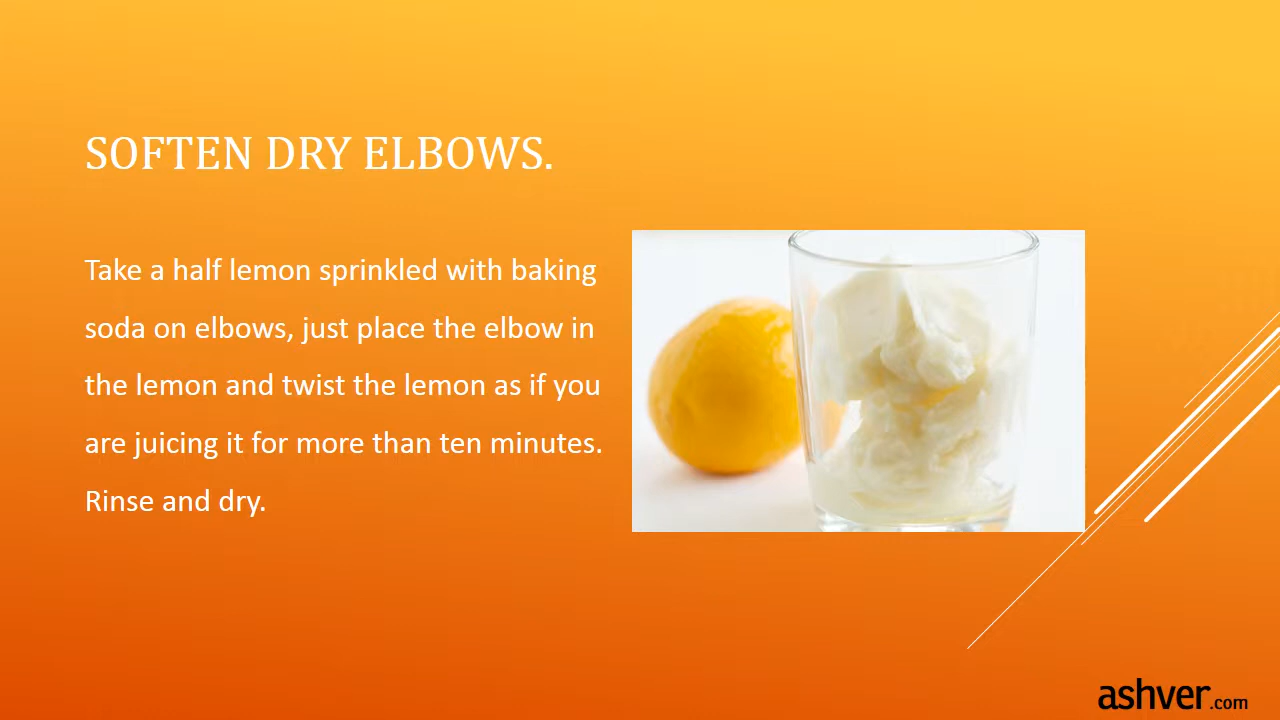 SOFTEN DRY ELBOWS.
Take a half lemon sprinkled with baking
soda on elbows, just place the elbow in
the lemon and twist the lemon as if you
are juicing it for more than ten minutes.
Rinse and dry.
ashver.com